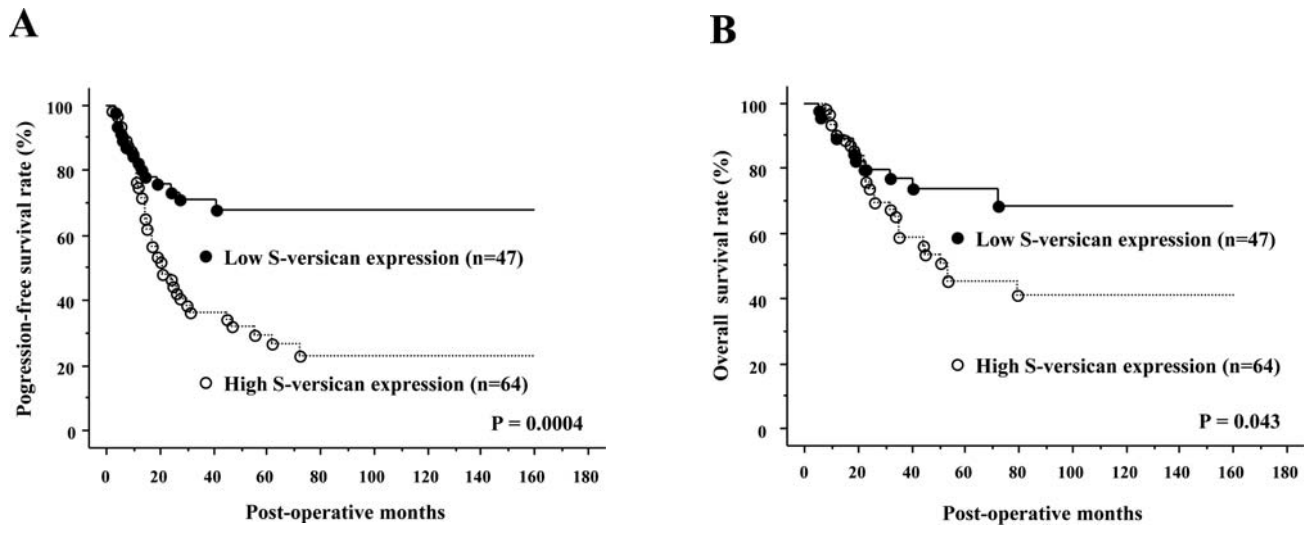 A
Pogression-free survival rate (%)
100
80
60
40
20
0
Low S-versican expression (n=47)
High S-versican expression (n=64)
P = 0.0004
0 20 40 60 80 100 120 140 160 180
Post-operative months
B
Overall survival rate (%)
100
80
60
40
20
0
Low S-versican expression (n=47)
High S-versican expression (n=64)
P = 0.043
0 20 40 60 80 100 120 140 160 180
Post-operative months